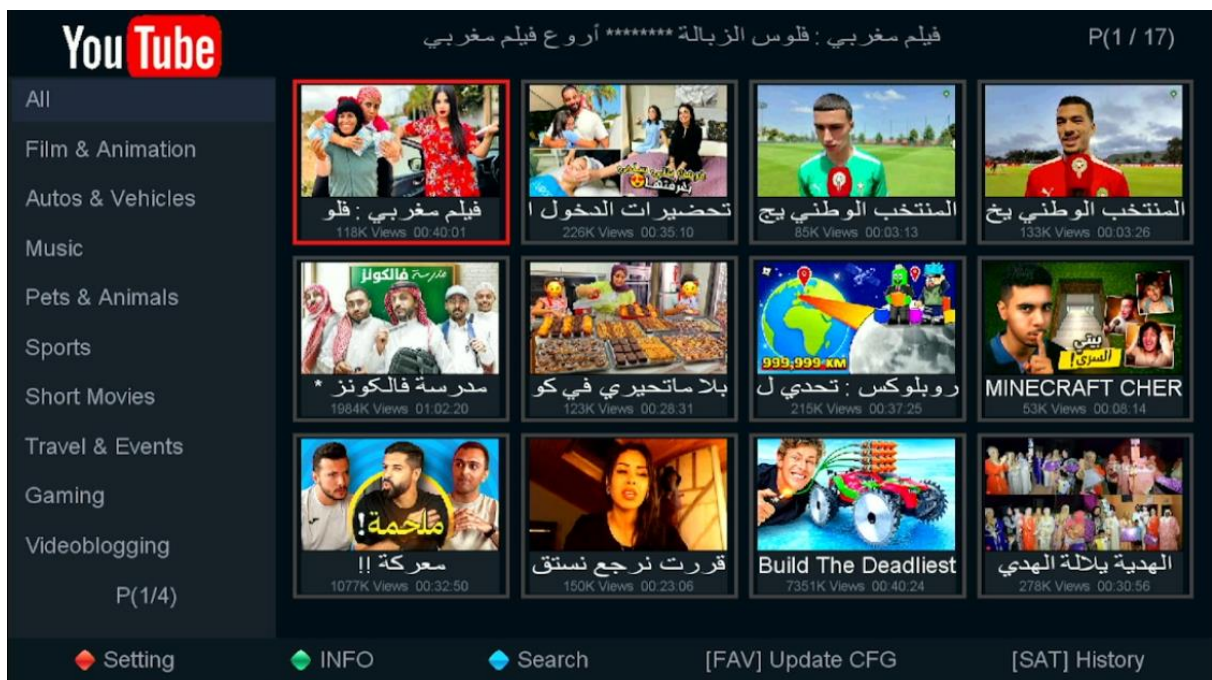 You Tube
فيلم مغربي : فلوس الزبالة ******** أروع فيلم مغربي
P(1 / 17)
All
Film & Animation
Autos & Vehicles
Music
Pets & Animals
Sports
Short Movies
Travel & Events
Gaming
Videoblogging
P(1/4)
فيلم مغربي : فلو
118K Views 00:40:01
تحضيرات الدخول ا
226K Views 00:35:10
المنتخب الوطني يج
85K Views 00:03:13
المنتخب الوطني يخ
133K Views 00:03:26
مدرسة فالكونز
مدرسة فالكونز *
1984K Views 01:02:20
بلا ماتحيري في كو
123K Views 00:28:31
999,999 KM
روبلوكس : تحدي ل
215K Views 00:37:25
بيتي
السري!
MINECRAFT CHER
53K Views 00:08:14
ملحمة!
معركة !!
1077K Views 00:32:50
قررت نرجع نستق
150K Views 00:23:06
Build The Deadliest
7351K Views 00:40:24
الهدية يلالة الهدي
278K Views 00:30:56
Setting
INFO
Search
[FAV] Update CFG
[SAT] History